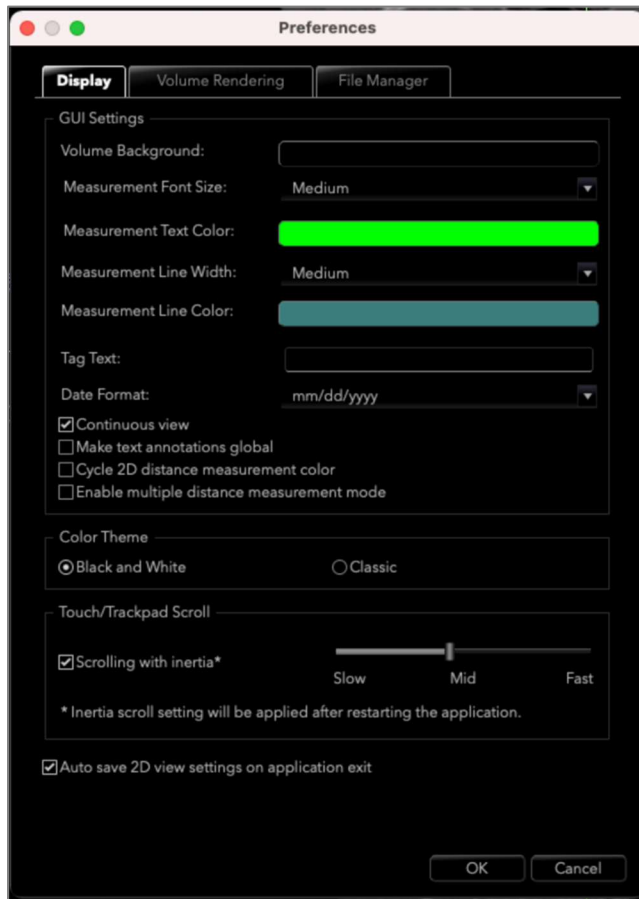 Preferences
Display Volume Rendering File Manager
GUI Settings
Volume Background:
Measurement Font Size: Medium
Measurement Text Color:
Measurement Line Width: Medium
Measurement Line Color:
Tag Text:
Date Format: mm/dd/yyyy
Continuous view
Make text annotations global
Cycle 2D distance measurement color
Enable multiple distance measurement mode
Color Theme
Black and White Classic
Touch/Trackpad Scroll
Scrolling with inertia*
Slow Mid Fast
* Inertia scroll setting will be applied after restarting the application.
Auto save 2D view settings on application exit
OK Cancel